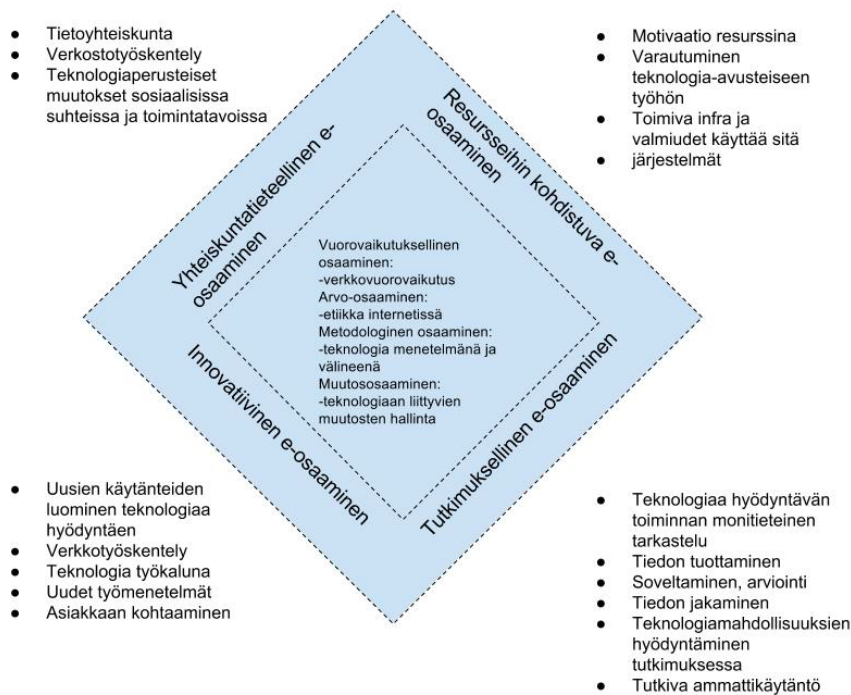 ● Tietoyhteiskunta
● Verkostotyöskentely
● Teknologiaperusteiset
muutokset sosiaalisissa
suhteissa ja toimintatavoissa
● Motivaatio resurssina
● Varautuminen
teknologia-avusteiseen
työhön
● Toimiva infra ja
● valmiudet käyttää sitä
● järjestelmät
Yhteiskuntatieteellinen e-
osaaminen
Resursseihin kohdistuva e-
osaaminen
Vuorovaikutuksellinen
osaaminen:
-verkkovuorovaikutus
Arvo-osaaminen:
-etiikka internetissä
Metodologinen osaaminen:
-teknologia menetelmänä ja
välineenä
Muutososaaminen:
-teknologiaan liittyvien
muutosten hallinta
Innovatiivinen e-osaaminen
Tutkimuksellinen e-osaaminen
● Uusien käytänteiden
luominen teknologiaa
hyödyntäen
● Verkkotyöskentely
● Teknologia työkaluna
● Uudet työmenetelmät
● Asiakkaan kohtaaminen
● Teknologiaa hyödyntävän
toiminnan monitieteinen
tarkastelu
● Tiedon tuottaminen
● Soveltaminen, arviointi
● Tiedon jakaminen
● Teknologiamahdollisuuksien
hyödyntäminen
tutkimuksessa
● Tutkiva ammattikäytäntö